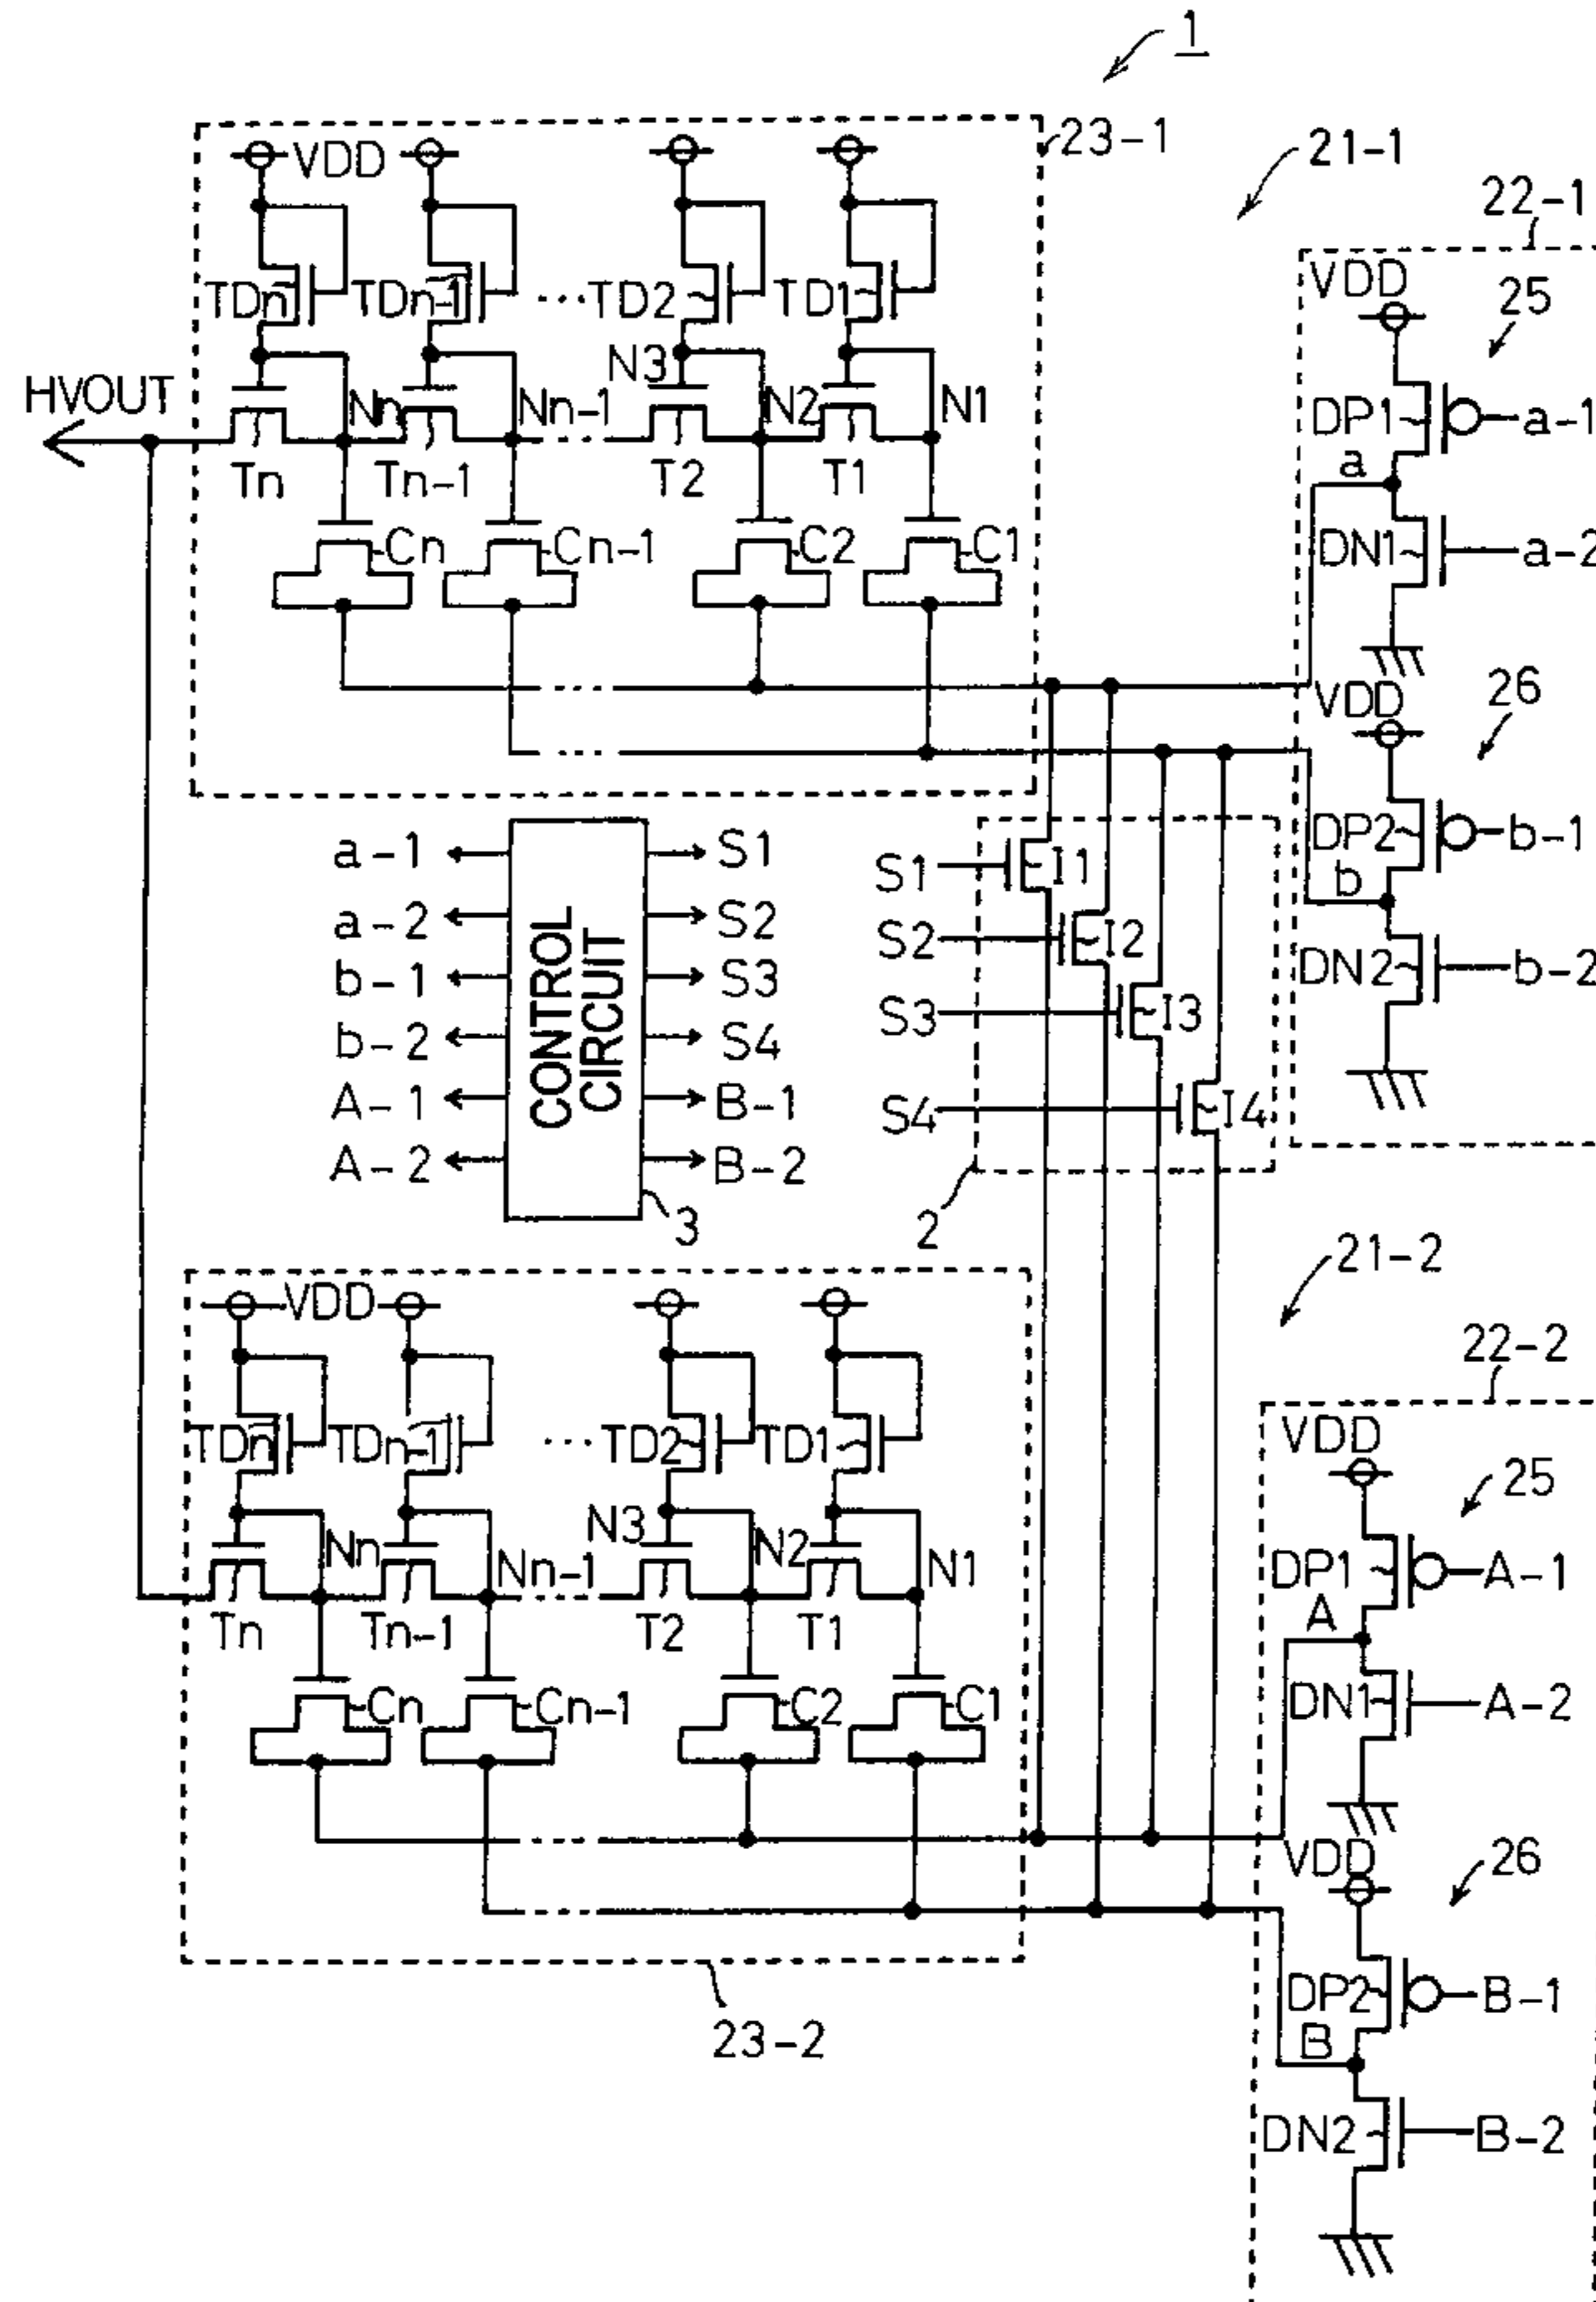 1
23-1
21-1
22-1
VDD
TDn TDn-1 ... TD2 TD1
HVOUT
Nn Nn-1 N3 N2 N1
Tn Tn-1 T2 T1
Cn Cn-1 C2 C1
VDD
25
DP1 a-1
a
DN1 a-2
VDD
26
DP2 b-1
b
DN2 b-2
a-1 S1
a-2 S2
b-1 S3
b-2 S4
A-1 B-1
A-2 B-2
CONTROL
CIRCUIT
3
S1 I1
S2 I2
S3 I3
S4 I4
2
21-2
22-2
VDD
TDn TDn-1 ... TD2 TD1
Nn Nn-1 N3 N2 N1
Tn Tn-1 T2 T1
Cn Cn-1 C2 C1
23-2
VDD
25
DP1 A-1
A
DN1 A-2
VDD
26
DP2 B-1
B
DN2 B-2